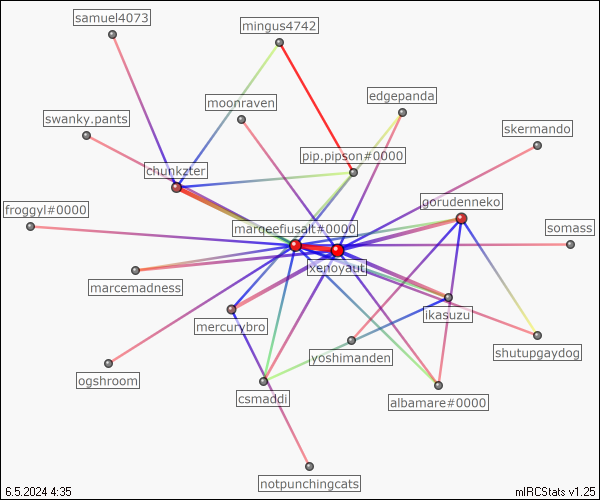 samuel4073
mingus4742
moonraven
edgepanda
swanky.pants
skermando
pip.pipson#0000
chunkzter
gorudenneko
froggyl#0000
marqeefiusalt#0000
somass
xenoyaut
marcemadness
ikasuzu
mercurybro
yoshimanden
shutupgaydog
ogshroom
csmaddi
albamare#0000
notpunchingcats
6.5.2024 4:35
mIRCStats v1.25